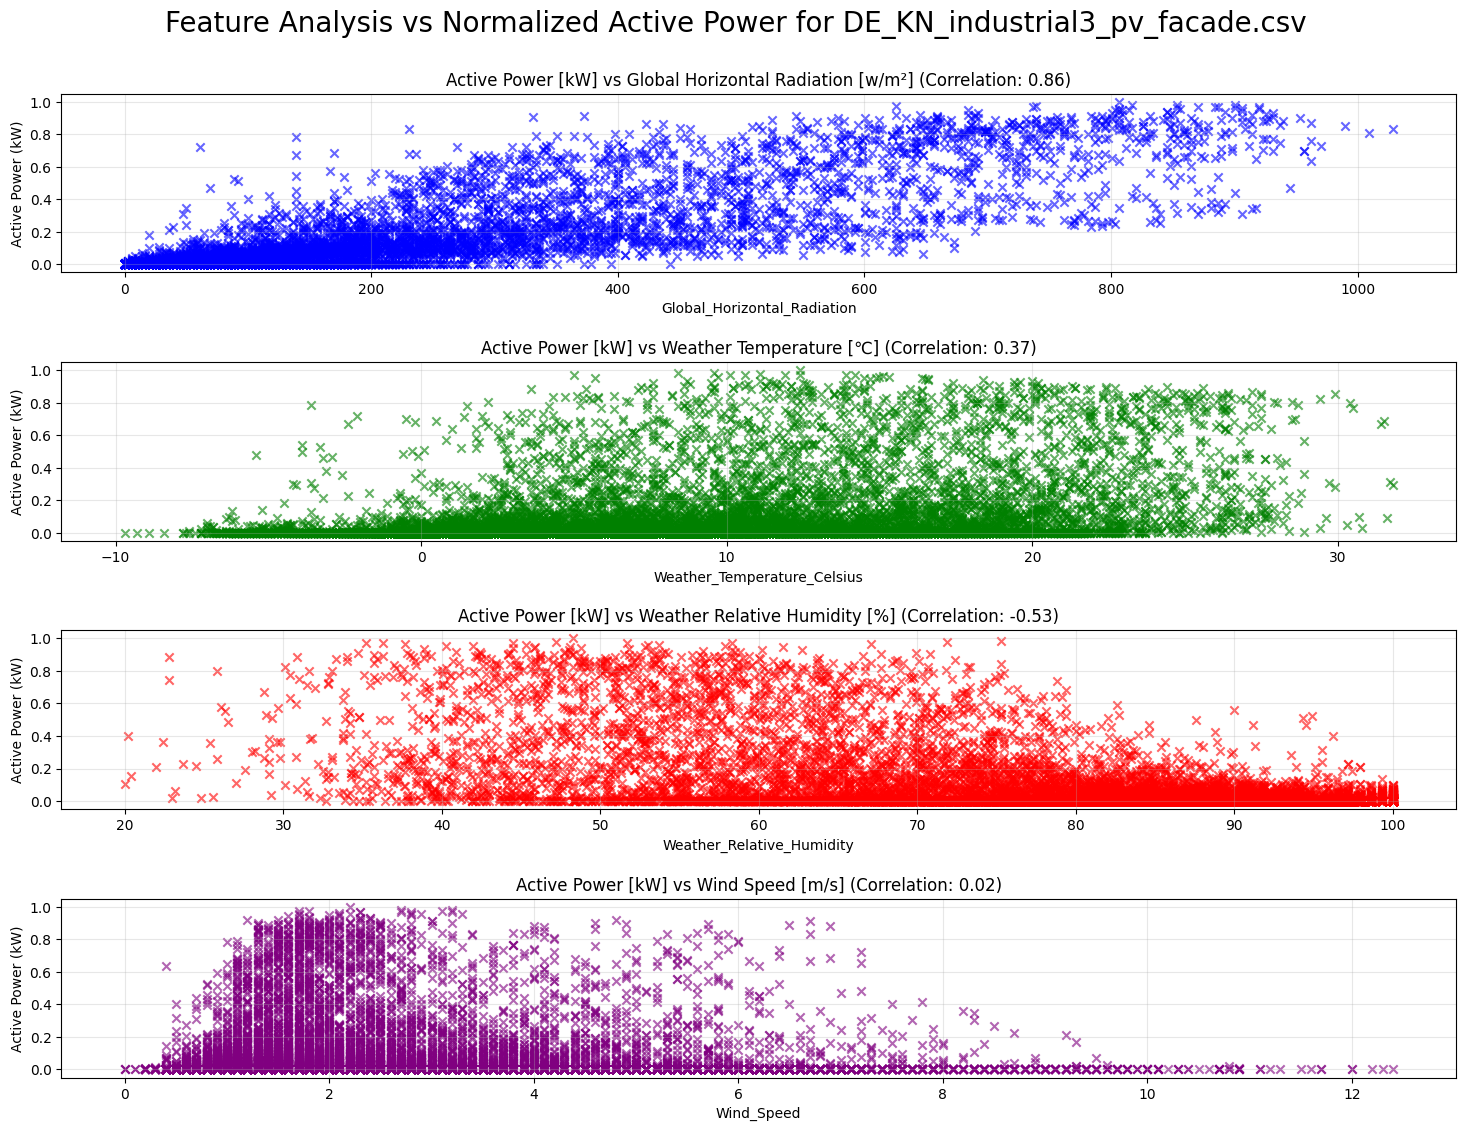 Feature Analysis vs Normalized Active Power for DE_KN_industrial3_pv_facade.csv
Active Power [kW] vs Global Horizontal Radiation [w/m²] (Correlation: 0.86)
Active Power (kW)
1.0
0.8
0.6
0.4
0.2
0.0
0 200 400 600 800 1000
Global_Horizontal_Radiation
Active Power [kW] vs Weather Temperature [℃] (Correlation: 0.37)
Active Power (kW)
1.0
0.8
0.6
0.4
0.2
0.0
−10 0 10 20 30
Weather_Temperature_Celsius
Active Power [kW] vs Weather Relative Humidity [%] (Correlation: -0.53)
Active Power (kW)
1.0
0.8
0.6
0.4
0.2
0.0
20 30 40 50 60 70 80 90 100
Weather_Relative_Humidity
Active Power [kW] vs Wind Speed [m/s] (Correlation: 0.02)
Active Power (kW)
1.0
0.8
0.6
0.4
0.2
0.0
0 2 4 6 8 10 12
Wind_Speed